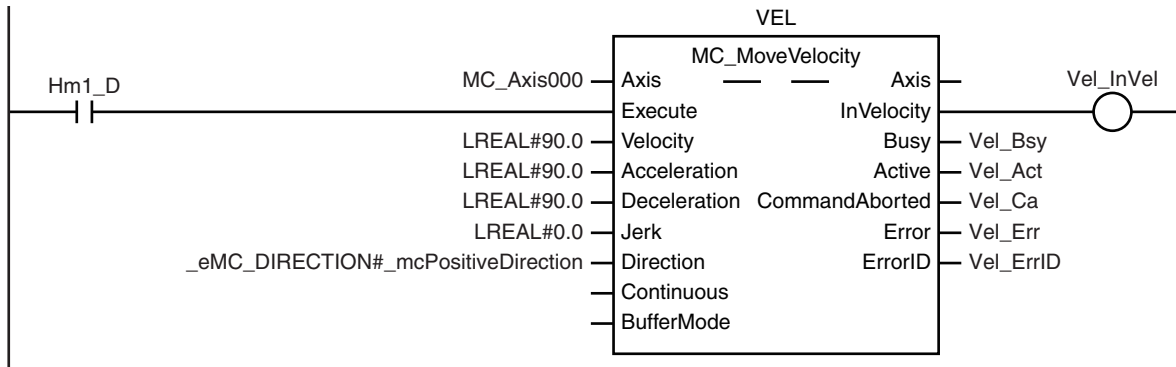 VEL
MC_MoveVelocity
MC_Axis000 Axis Axis
Hm1_D Vel_InVel
Execute InVelocity
LREAL#90.0 Velocity Busy Vel_Bsy
LREAL#90.0 Acceleration Active Vel_Act
LREAL#90.0 Deceleration CommandAborted Vel_Ca
LREAL#0.0 Jerk Error Vel_Err
_eMC_DIRECTION#_mcPositiveDirection Direction ErrorID Vel_ErrID
Continuous
BufferMode